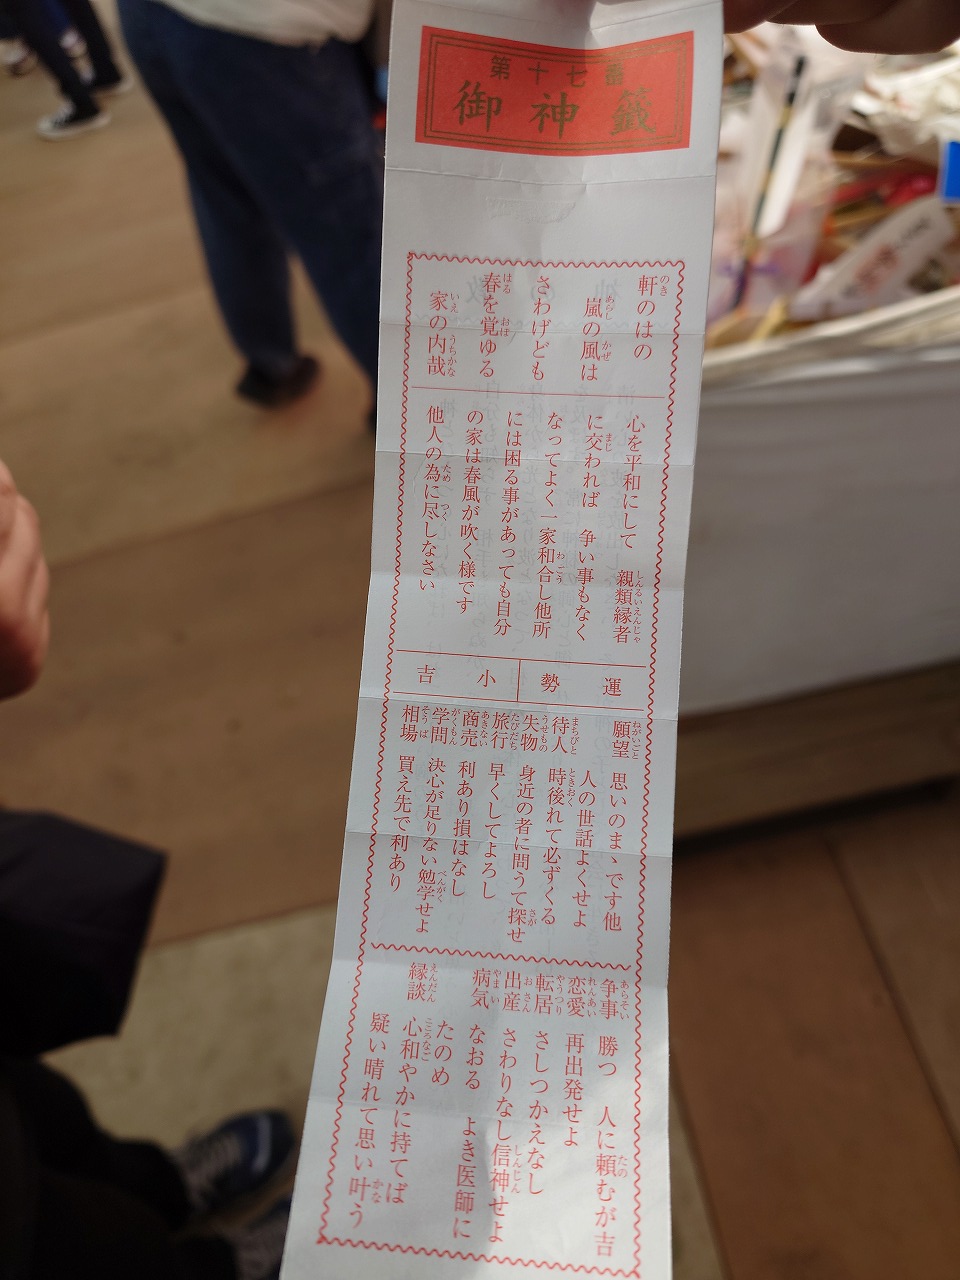 第十七番
御神籤
軒のはの
嵐の風は
さわげども
春を覚ゆる
家の内哉
心を平和にして 親類縁者
に交われば 争い事もなく
なってよく一家和合し他所
には困る事があっても自分
の家は春風が吹く様です
他人の為に尽しなさい
運勢 小吉
願望 思いのまゝです他
人の世話よくせよ
待人 時後れて必ずくる
失物 身近の者に問うて探せ
旅行 早くしてよろし
商売 利あり損はなし
学問 決心が足りない勉学せよ
相場 買え先で利あり
争事 勝つ 人に頼むが吉
恋愛 再出発せよ
転居 さしつかえなし
出産 さわりなし信神せよ
病気 なおる よき医師に
たのめ
縁談 心和やかに持てば
疑い晴れて思い叶う